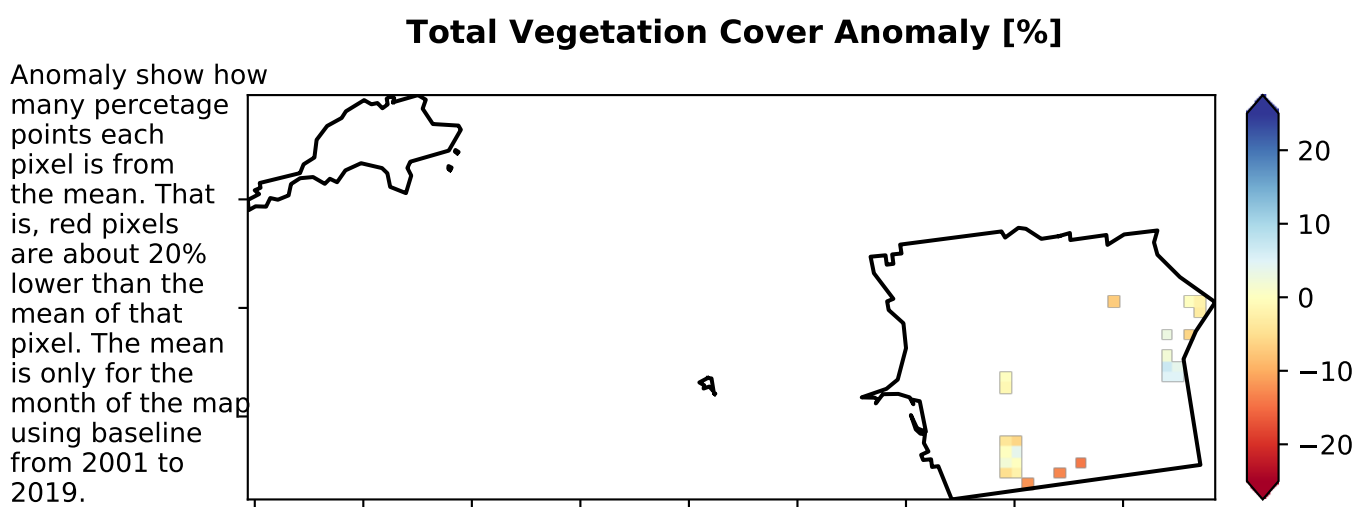 Total Vegetation Cover Anomaly [%]
Anomaly show how
many percetage
points each
pixel is from
the mean. That
is, red pixels
are about 20%
lower than the
mean of that
pixel. The mean
is only for the
month of the map
using baseline
from 2001 to
2019.
20
10
0
−10
−20